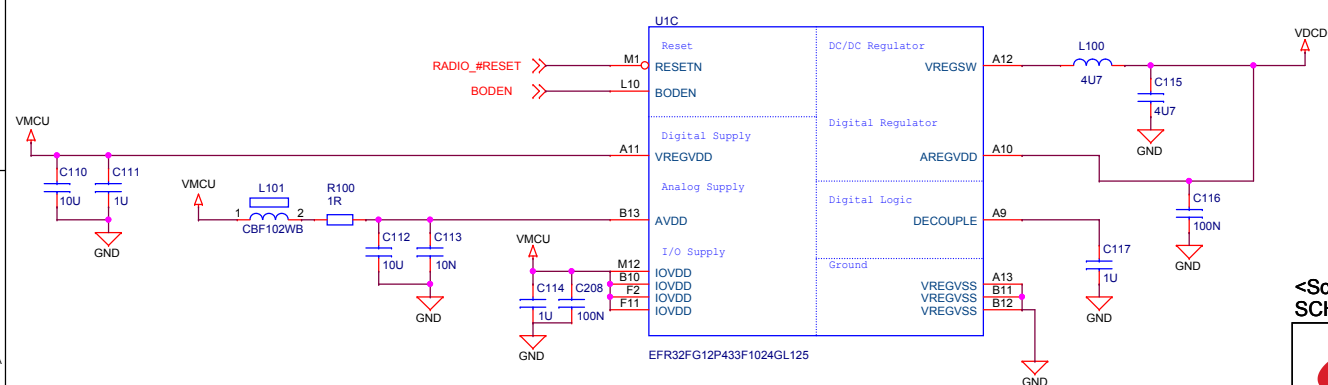 U1C
Reset
DC/DC Regulator
VDCD
RADIO_#RESET
M1
RESETN
VREGSW
A12
L100
4U7
C115
4U7
GND
BODEN
L10
BODEN
Digital Regulator
Digital Supply
VMCU
A11
VREGVDD
AREGVDD
A10
C110
10U
C111
1U
GND
Analog Supply
VMCU
L101
1
2
CBF102WB
R100
1R
B13
AVDD
Digital Logic
DECOUPLE
A9
C116
100N
GND
C112
10U
C113
10N
GND
C117
1U
GND
I/O Supply
Ground
VMCU
M12
IOVDD
B10
IOVDD
F2
IOVDD
F11
IOVDD
C114
1U
C208
100N
GND
VREGVSS
A13
VREGVSS
B11
VREGVSS
B12
GND
EFR32FG12P433F1024GL125